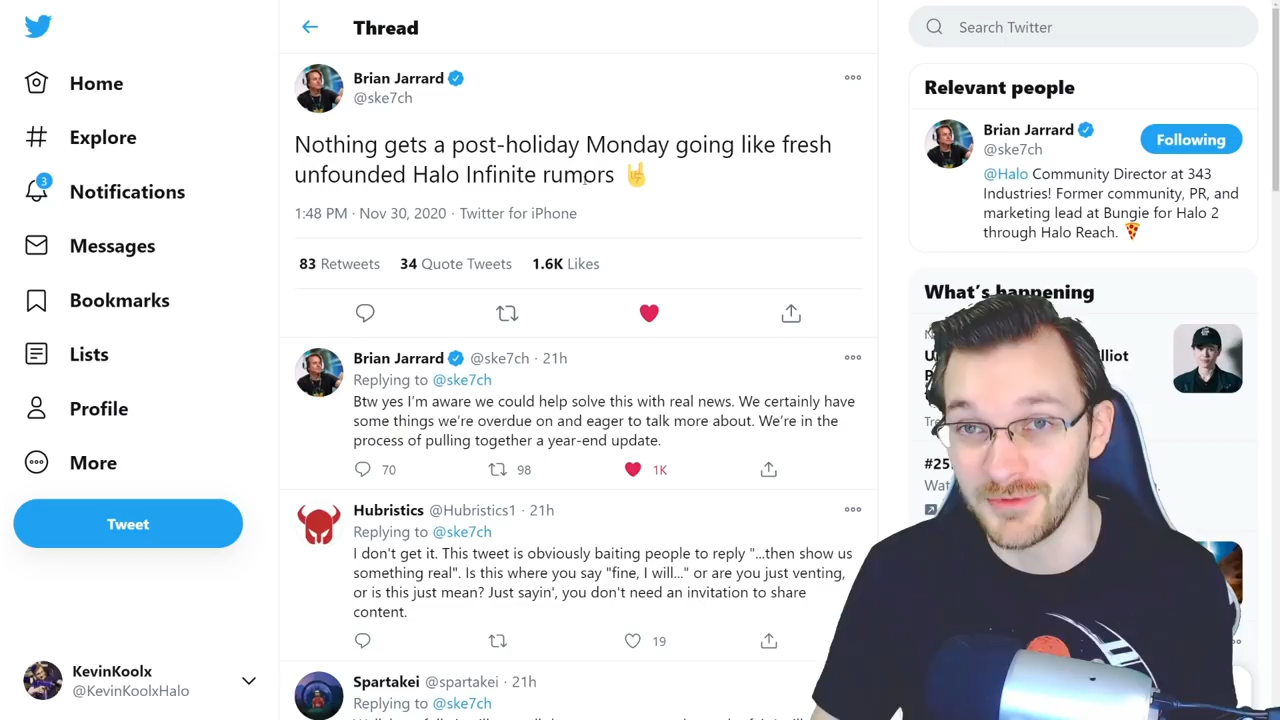 Home
Explore
3
Notifications
Messages
Bookmarks
Lists
Profile
More
Tweet
KevinKoolx
@KevinKoolxHalo
Thread
Brian Jarrard
@ske7ch
Nothing gets a post-holiday Monday going like fresh
unfounded Halo Infinite rumors 🤘
1:48 PM · Nov 30, 2020 · Twitter for iPhone
83 Retweets 34 Quote Tweets 1.6K Likes
Brian Jarrard @ske7ch · 21h
Replying to @ske7ch
Btw yes I'm aware we could help solve this with real news. We certainly have
some things we're overdue on and eager to talk more about. We're in the
process of pulling together a year-end update.
70 98 1K
Hubristics @Hubristics1 · 21h
Replying to @ske7ch
I don't get it. This tweet is obviously baiting people to reply "...then show us
something real". Is this where you say "fine, I will..." or are you just venting,
or is this just mean? Just sayin', you don't need an invitation to share
content.
19
Spartakei @spartakei · 21h
Replying to @ske7ch
Search Twitter
Relevant people
Brian Jarrard
@ske7ch
Following
@Halo Community Director at 343
Industries! Former community, PR, and
marketing lead at Bungie for Halo 2
through Halo Reach. 🍕
What's happening